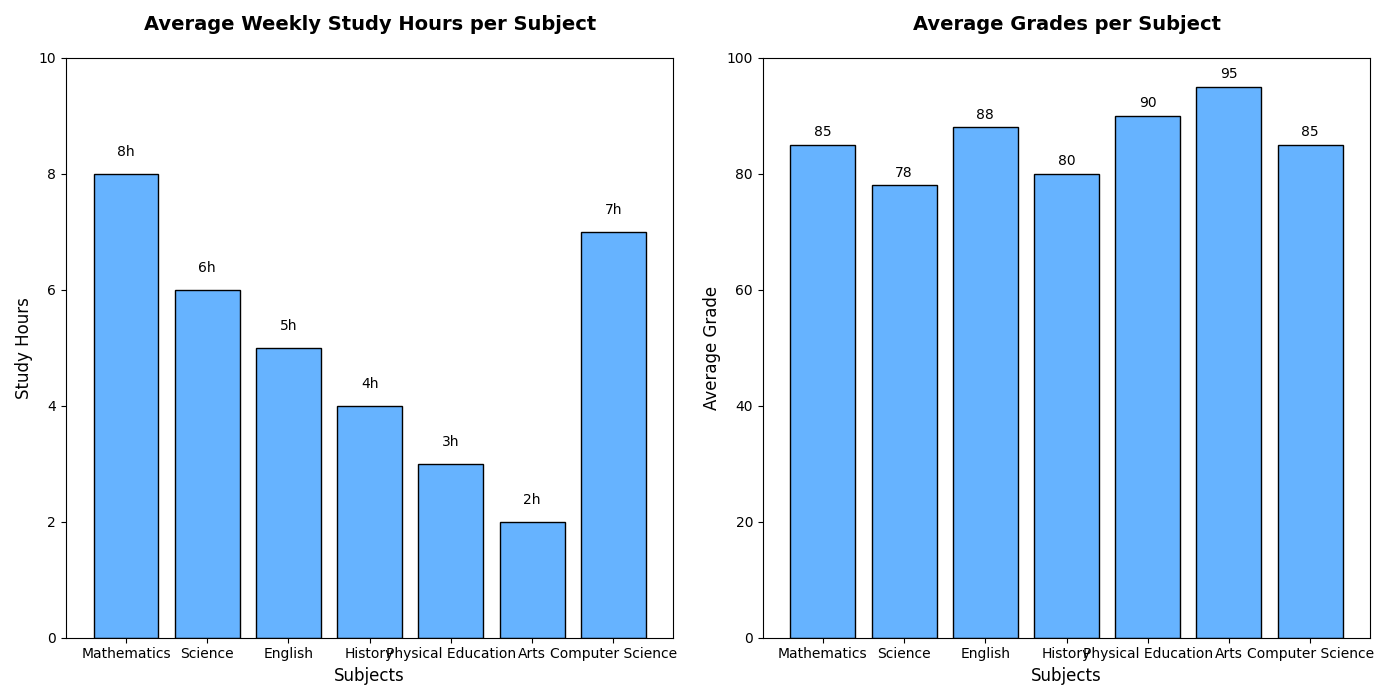 Average Weekly Study Hours per Subject
10
8
6
4
2
0
Study Hours
8h
6h
5h
4h
3h
2h
7h
Mathematics Science English History Physical Education Arts Computer Science
Subjects
Average Grades per Subject
100
80
60
40
20
0
Average Grade
85
78
88
80
90
95
85
Mathematics Science English History Physical Education Arts Computer Science
Subjects